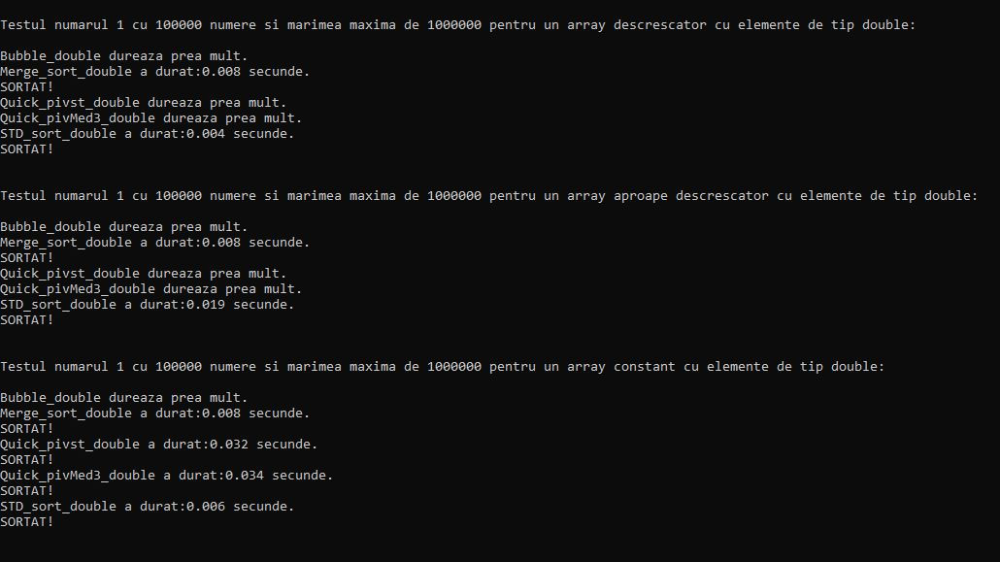 Testul numarul 1 cu 100000 numere si marimea maxima de 1000000 pentru un array descrescator cu elemente de tip double:
Bubble_double dureaza prea mult.
Merge_sort_double a durat:0.008 secunde.
SORTAT!
Quick_pivst_double dureaza prea mult.
Quick_pivMed3_double dureaza prea mult.
STD_sort_double a durat:0.004 secunde.
SORTAT!
Testul numarul 1 cu 100000 numere si marimea maxima de 1000000 pentru un array aproape descrescator cu elemente de tip double:
Bubble_double dureaza prea mult.
Merge_sort_double a durat:0.008 secunde.
SORTAT!
Quick_pivst_double dureaza prea mult.
Quick_pivMed3_double dureaza prea mult.
STD_sort_double a durat:0.019 secunde.
SORTAT!
Testul numarul 1 cu 100000 numere si marimea maxima de 1000000 pentru un array constant cu elemente de tip double:
Bubble_double dureaza prea mult.
Merge_sort_double a durat:0.008 secunde.
SORTAT!
Quick_pivst_double a durat:0.032 secunde.
SORTAT!
Quick_pivMed3_double a durat:0.034 secunde.
SORTAT!
STD_sort_double a durat:0.006 secunde.
SORTAT!